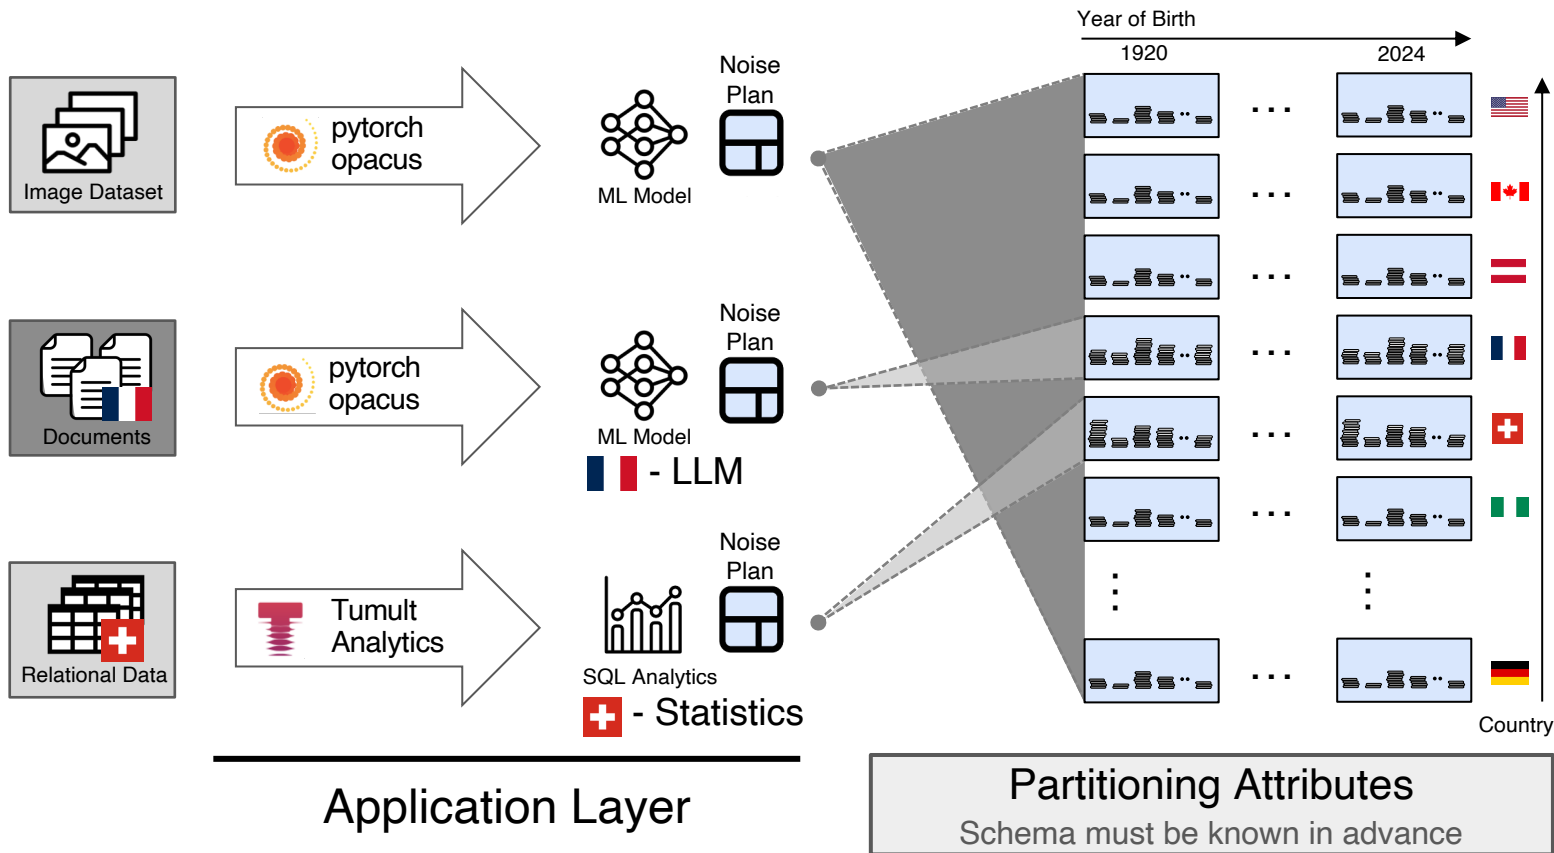 Year of Birth
1920
2024
Image Dataset
pytorch
opacus
ML Model
Noise
Plan
Documents
pytorch
opacus
ML Model
- LLM
Noise
Plan
Relational Data
Tumult
Analytics
SQL Analytics
- Statistics
Noise
Plan
Country
Application Layer
Partitioning Attributes
Schema must be known in advance